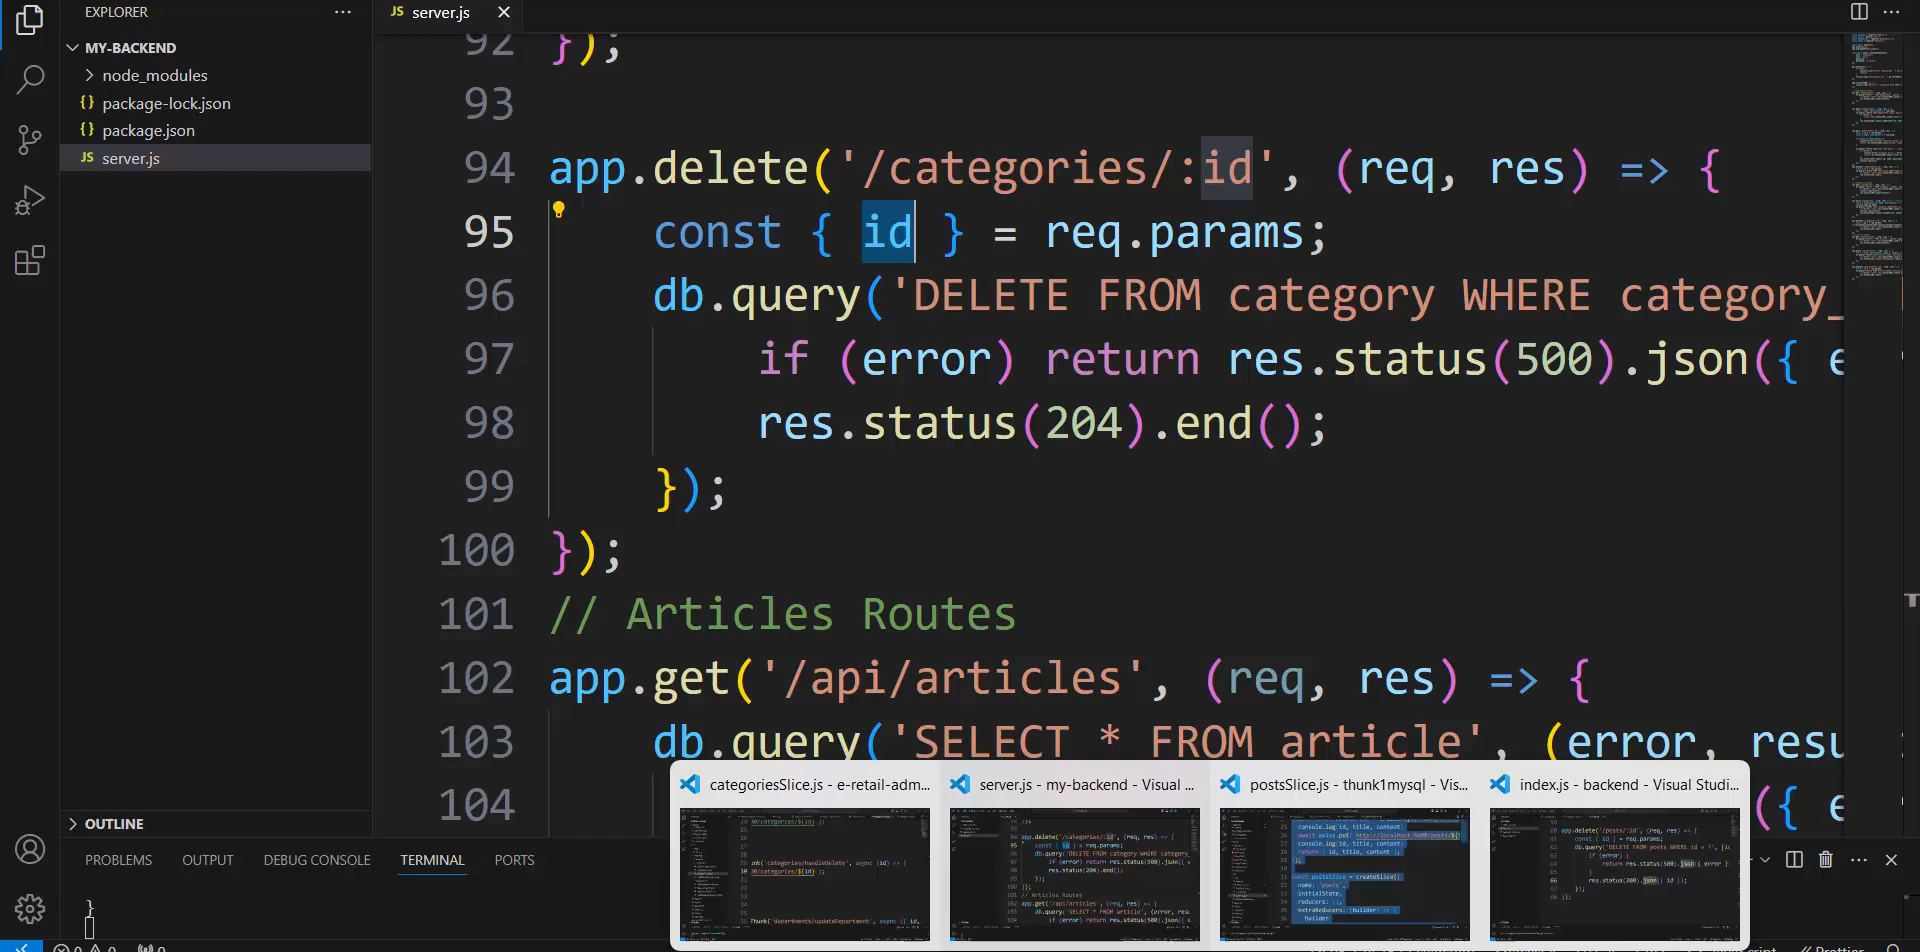 EXPLORER
MY-BACKEND
node_modules
package-lock.json
package.json
JS server.js
OUTLINE
JS server.js
92 });
93
94 app.delete('/categories/:id', (req, res) => {
95 const { id } = req.params;
96 db.query('DELETE FROM category WHERE category_
97 if (error) return res.status(500).json({ e
98 res.status(204).end();
99 });
100 });
101 // Articles Routes
102 app.get('/api/articles', (req, res) => {
103 db.query('SELECT * FROM article', (error, resu
104 ({ e
categoriesSlice.js - e-retail-adm...
server.js - my-backend - Visual ...
postsSlice.js - thunk1mysql - Vis...
index.js - backend - Visual Studi...
PROBLEMS OUTPUT DEBUG CONSOLE TERMINAL PORTS
}